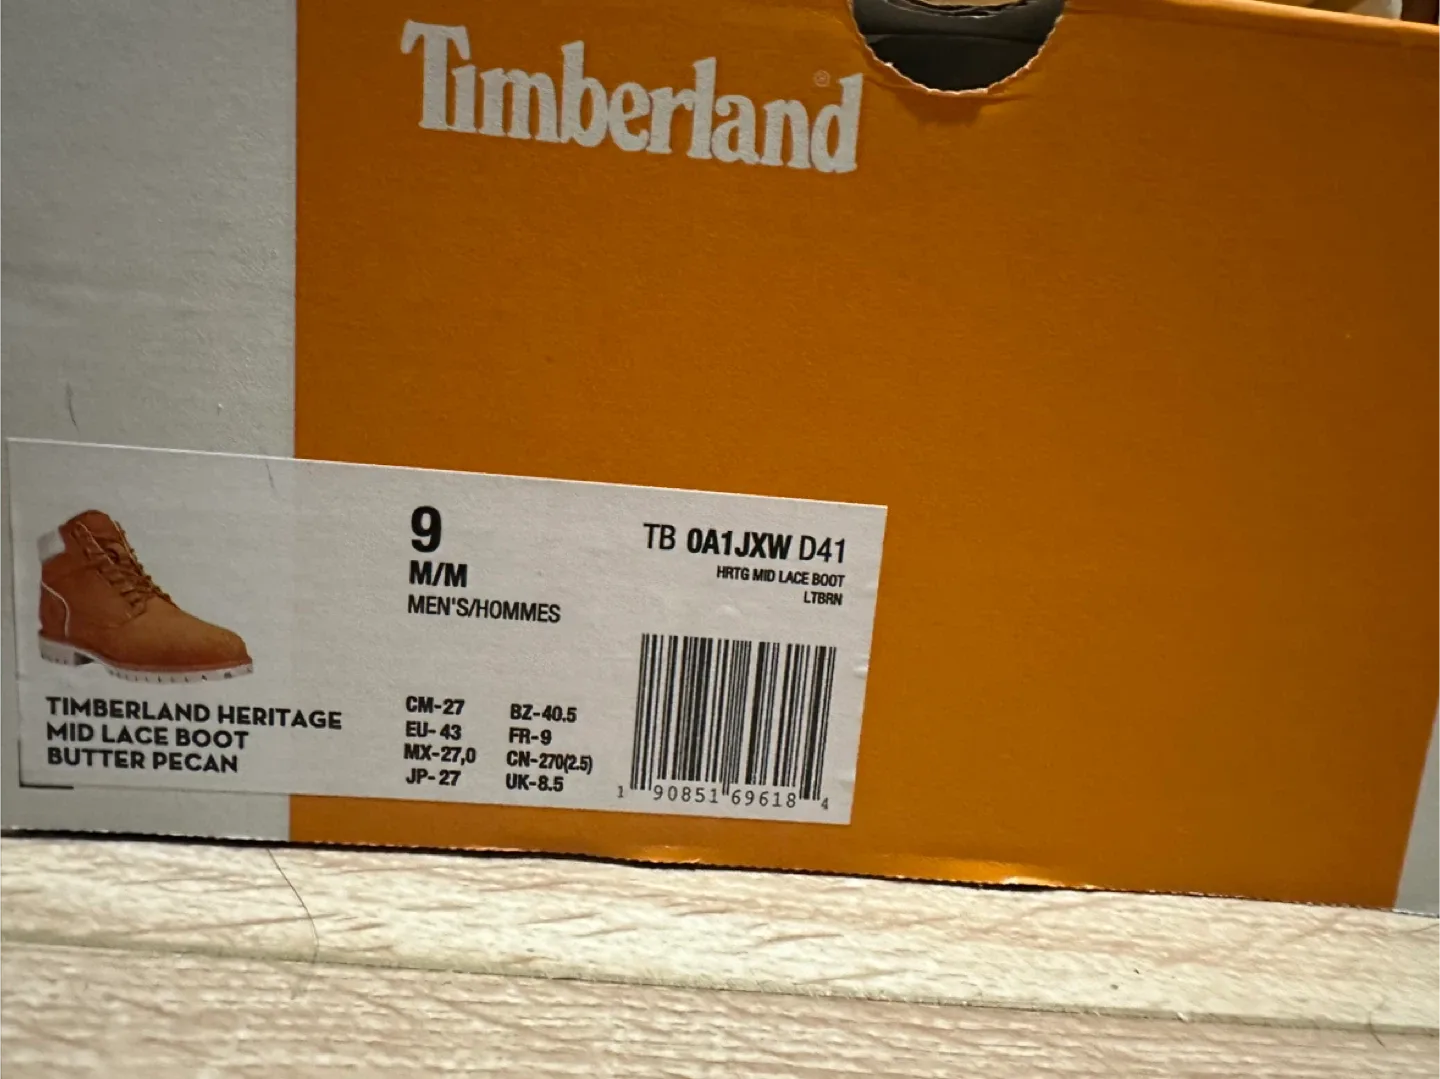 Timberland®
9
M/M
MEN'S/HOMMES
TB 0A1JXW D41
HRTG MID LACE BOOT
LTBRN
TIMBERLAND HERITAGE
MID LACE BOOT
BUTTER PECAN
CM-27 BZ-40.5
EU-43 FR-9
MX-27,0 CN-270(2.5)
JP-27 UK-8.5
1 90851 69618 4